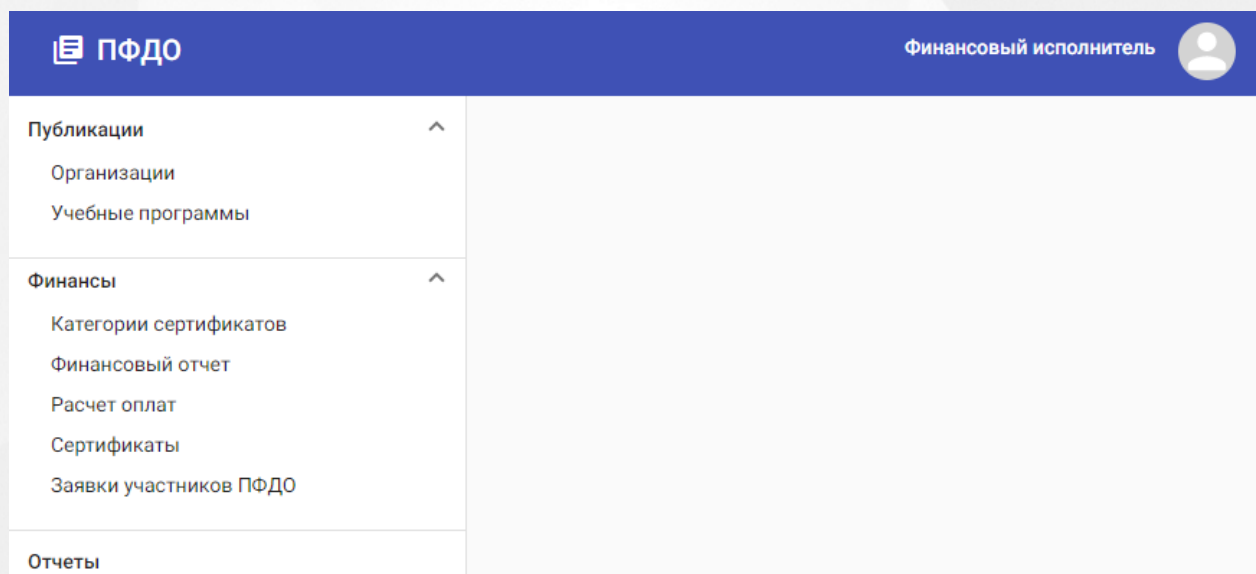 ПФДО
Финансовый исполнитель
Публикации
Организации
Учебные программы
Финансы
Категории сертификатов
Финансовый отчет
Расчет оплат
Сертификаты
Заявки участников ПФДО
Отчеты